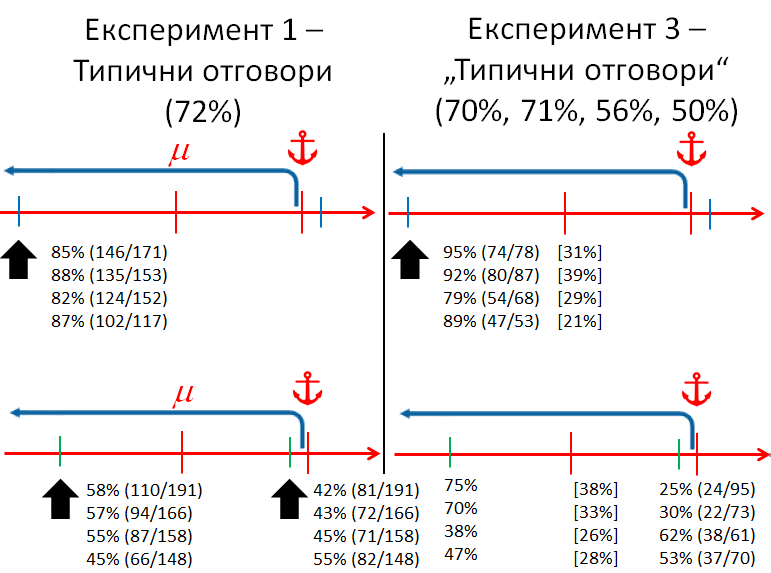 Експеримент 1 –
Типични отговори
(72%)
Експеримент 3 –
„Типични отговори“
(70%, 71%, 56%, 50%)
μ
85% (146/171)
88% (135/153)
82% (124/152)
87% (102/117)
95% (74/78) [31%]
92% (80/87) [39%]
79% (54/68) [29%]
89% (47/53) [21%]
μ
58% (110/191) 42% (81/191)
57% (94/166) 43% (72/166)
55% (87/158) 45% (71/158)
45% (66/148) 55% (82/148)
75% [38%] 25% (24/95)
70% [33%] 30% (22/73)
38% [26%] 62% (38/61)
47% [28%] 53% (37/70)